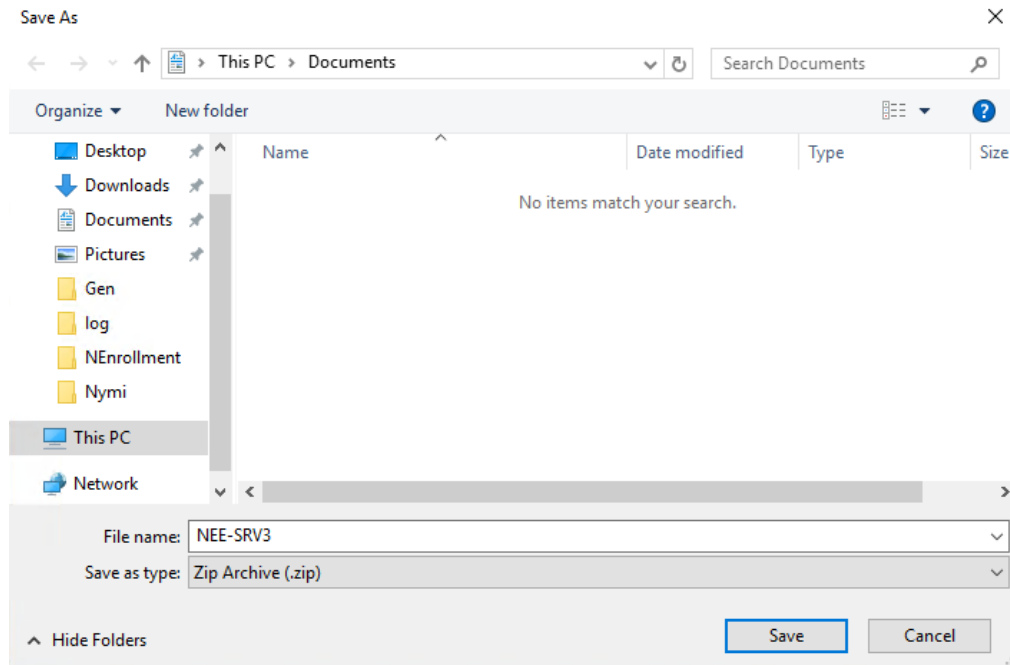 Save As
This PC > Documents
Search Documents
Organize
New folder
?
Name
Date modified
Type
Size
No items match your search.
Desktop
Downloads
Documents
Pictures
Gen
log
NEnrollment
Nymi
This PC
Network
File name: NEE-SRV3
Save as type: Zip Archive (.zip)
Hide Folders
Save
Cancel